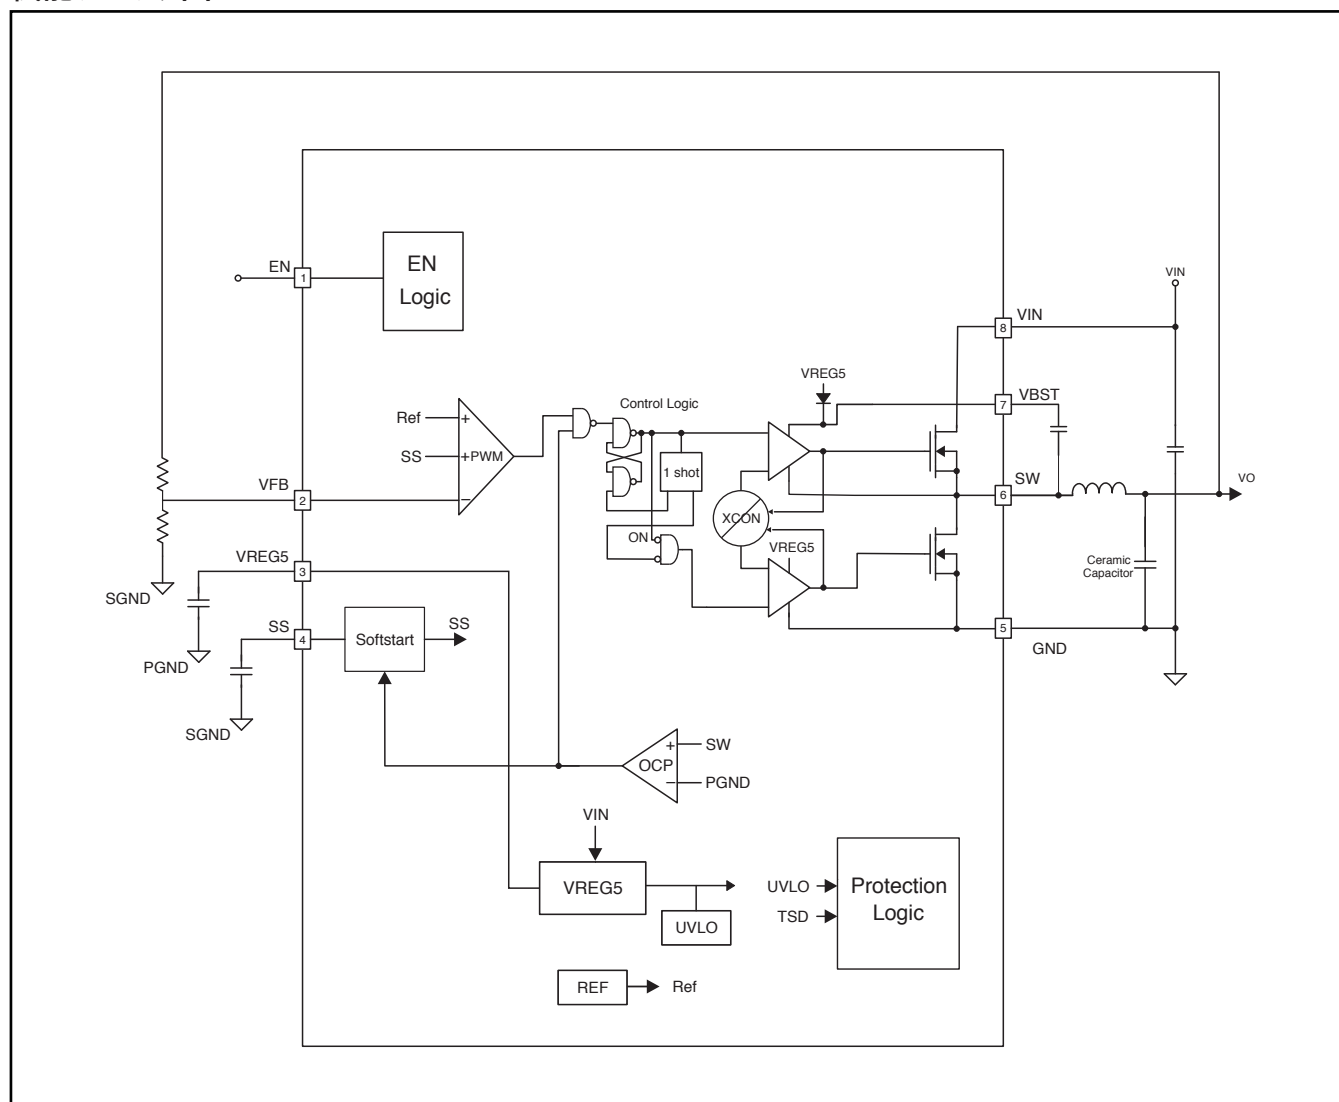 EN
1
EN
Logic
VIN
VIN
8
VREG5
VBST
7
Control Logic
Ref
+
SS
+PWM
1 shot
VFB
2
−
SW
6
VO
XCON
ON
VREG5
VREG5
3
Ceramic
Capacitor
SGND
SS
4
Softstart
SS
5
GND
PGND
SGND
+
SW
OCP
−
PGND
VIN
VREG5
UVLO
UVLO
TSD
Protection
Logic
REF
Ref